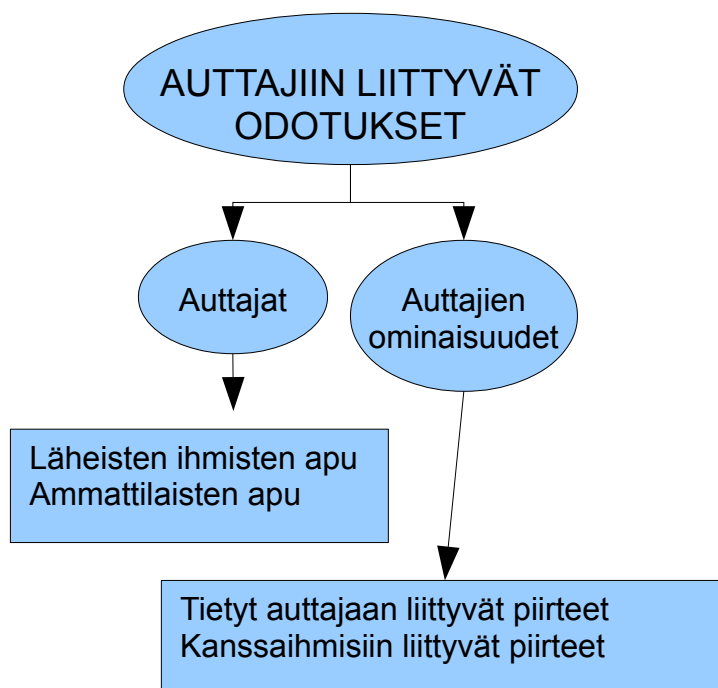 AUTTAJIIN LIITTYVÄT
ODOTUKSET
Auttajat
Auttajien
ominaisuudet
Läheisten ihmisten apu
Ammattilaisten apu
Tietyt auttajaan liittyvät piirteet
Kanssaihmisiin liittyvät piirteet